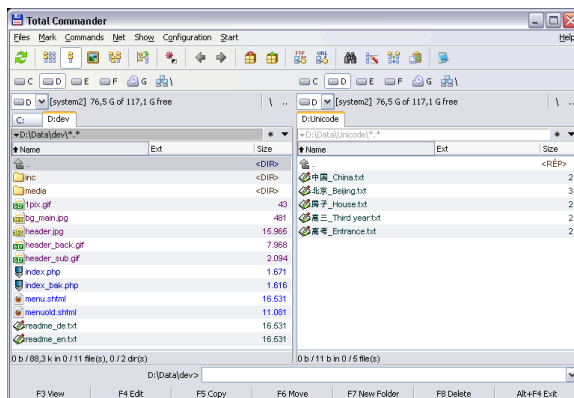 Total Commander
Files Mark Commands Net Show Configuration Start Help
FTP URL
C D E F G \ C D E F G \
D [system2] 76,5 G of 117,1 G free \ .. D [system2] 76,5 G of 117,1 G free \ ..
C: D:dev D:Unicode
D:\Data\dev\*.* * D:\Data\Unicode\*.* *
Name Ext Size Name Ext Size
.. <DIR> .. <RÉP>
inc <DIR> 中国_China.txt 2
media <DIR> 北京_Beijing.txt 3
1pix.gif 43 房子_House.txt 2
bg_main.jpg 481 高三_Third year.txt 2
header.jpg 15.965 高考_Entrance.txt 2
header_back.gif 7.968
header_sub.gif 2.094
index.php 1.671
index_bak.php 1.616
menu.shtml 16.531
menuold.shtml 11.081
readme_de.txt 16.531
readme_en.txt 16.531
0 b / 88,3 k in 0 / 11 file(s), 0 / 2 dir(s) 0 b / 11 b in 0 / 5 file(s)
D:\Data\dev>
F3 View F4 Edit F5 Copy F6 Move F7 New Folder F8 Delete Alt+F4 Exit